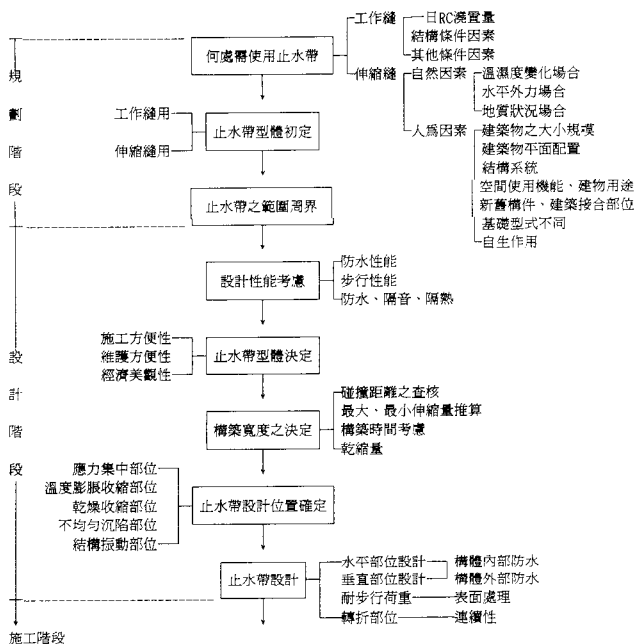 何處需使用止水帶
工作縫
日RC澆置量
結構條件因素
其他條件因素
伸縮縫
自然因素
溫濕度變化場合
水平外力場合
地質狀況場合
人為因素
建築物之大小規模
建築物平面配置
結構系統
空間使用機能、建物用途
新舊構件、建築接合部位
基礎型式不同
自生作用
規劃階段
工作縫用
伸縮縫用
止水帶型體初定
止水帶之範圍周界
設計性能考慮
防水性能
步行性能
防水、隔音、隔熱
設計階段
施工方便性
維護方便性
經濟美觀性
止水帶型體決定
構築寬度之決定
碰撞距離之查核
最大、最小伸縮量推算
構築時間考慮
乾縮量
應力集中部位
溫度膨脹收縮部位
乾燥收縮部位
不均勻沉陷部位
結構振動部位
止水帶設計位置確定
止水帶設計
水平部位設計
構體內部防水
垂直部位設計
構體外部防水
耐步行荷重
表面處理
轉折部位
連續性
施工階段